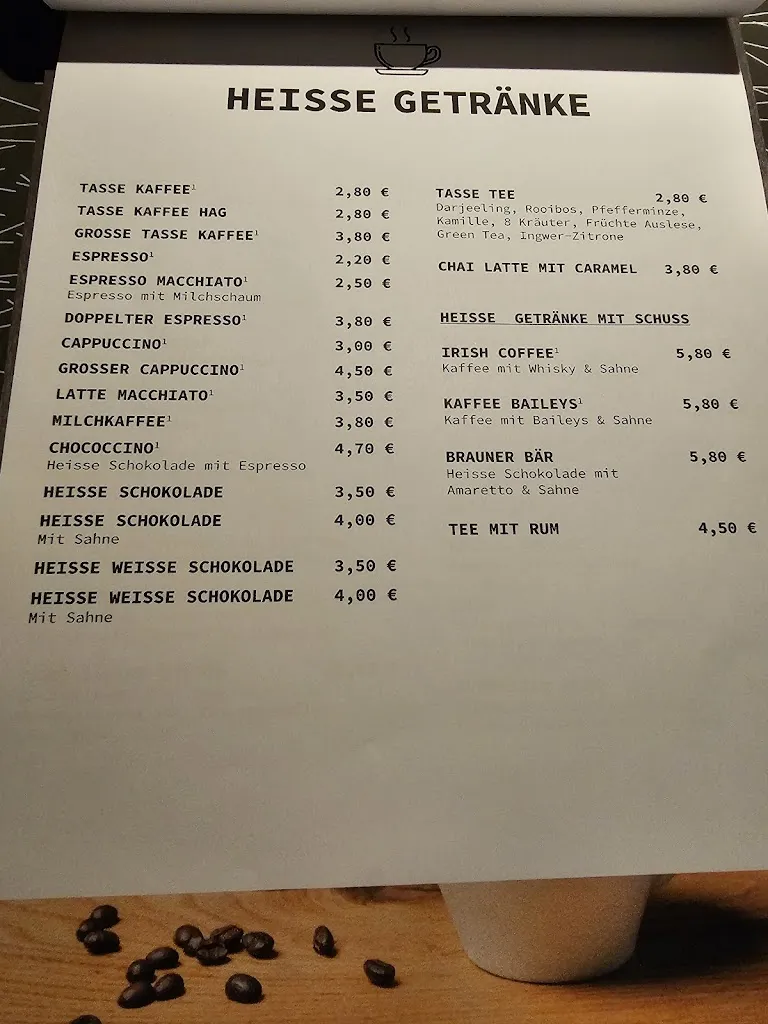 HEISSE GETRÄNKE
TASSE KAFFEE¹ 2,80 €
TASSE KAFFEE HAG 2,80 €
GROSSE TASSE KAFFEE¹ 3,80 €
ESPRESSO¹ 2,20 €
ESPRESSO MACCHIATO¹ 2,50 €
Espresso mit Milchschaum
DOPPELTER ESPRESSO¹ 3,80 €
CAPPUCCINO¹ 3,00 €
GROSSER CAPPUCCINO¹ 4,50 €
LATTE MACCHIATO¹ 3,50 €
MILCHKAFFEE¹ 3,80 €
CHOCOCCINO¹ 4,70 €
Heisse Schokolade mit Espresso
HEISSE SCHOKOLADE 3,50 €
HEISSE SCHOKOLADE 4,00 €
Mit Sahne
HEISSE WEISSE SCHOKOLADE 3,50 €
HEISSE WEISSE SCHOKOLADE 4,00 €
Mit Sahne
TASSE TEE 2,80 €
Darjeeling, Rooibos, Pfefferminze,
Kamille, 8 Kräuter, Früchte Auslese,
Green Tea, Ingwer-Zitrone
CHAI LATTE MIT CARAMEL 3,80 €
HEISSE GETRÄNKE MIT SCHUSS
IRISH COFFEE¹ 5,80 €
Kaffee mit Whisky & Sahne
KAFFEE BAILEYS¹ 5,80 €
Kaffee mit Baileys & Sahne
BRAUNER BÄR 5,80 €
Heisse Schokolade mit
Amaretto & Sahne
TEE MIT RUM 4,50 €